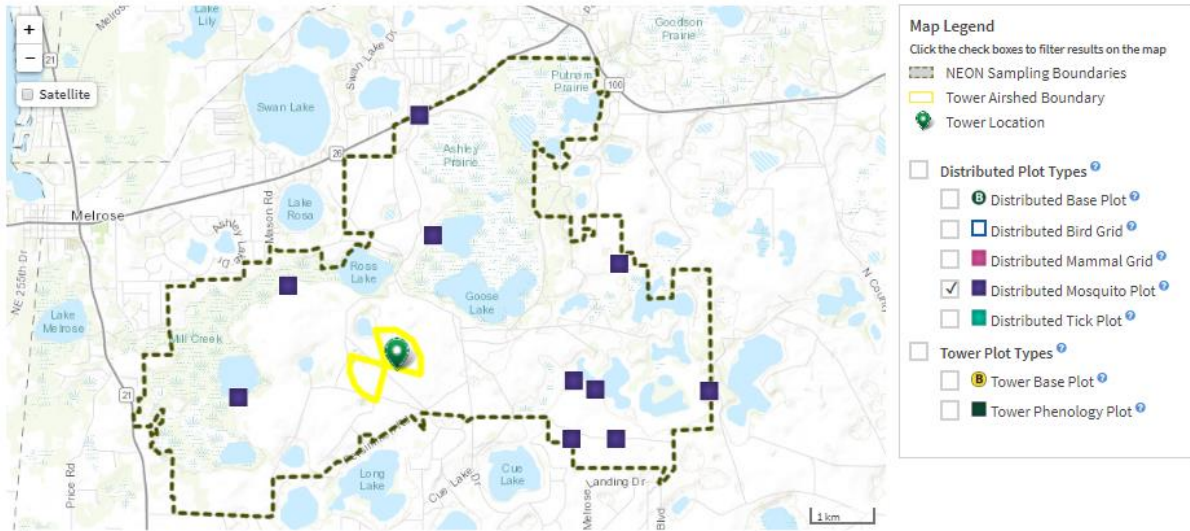 Lake
Lily
Melrose
Goodson
Prairie
+
−
21
Satellite
Swan Lake Dr
Putnam
Prairie
100
Swan Lake
26
Ashley
Prairie
Melrose
Mason Rd
Lake
Rosa
Ashley
Lake Dr
NE 255th Dr
Ross
Lake
Goose
Lake
N Coun
Lake
Melrose
Mill Creek
21
Price Rd
Long
Lake
Cue Lake
Dr
Cue
Lake
Melrose
Landing Dr
Blvd
1 km
Map Legend
Click the check boxes to filter results on the map
NEON Sampling Boundaries
Tower Airshed Boundary
Tower Location
Distributed Plot Types ?
B Distributed Base Plot ?
Distributed Bird Grid ?
Distributed Mammal Grid ?
Distributed Mosquito Plot ?
Distributed Tick Plot ?
Tower Plot Types ?
B Tower Base Plot ?
Tower Phenology Plot ?